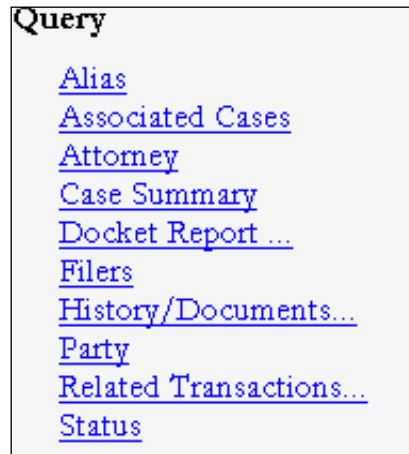 Query
Alias
Associated Cases
Attorney
Case Summary
Docket Report ...
Filers
History/Documents...
Party
Related Transactions...
Status